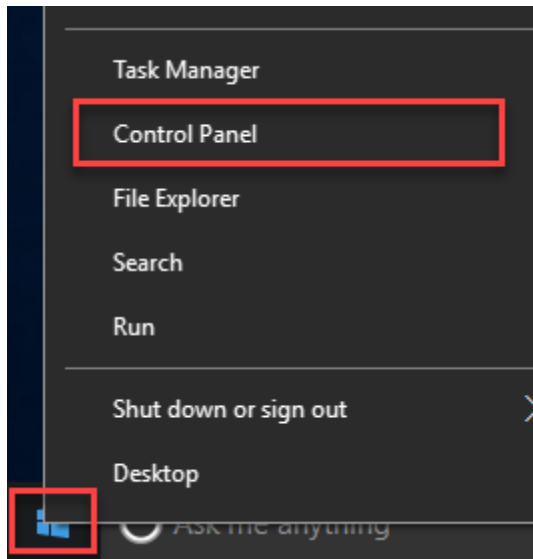 Task Manager
Control Panel
File Explorer
Search
Run
Shut down or sign out
Desktop
Ask me anything